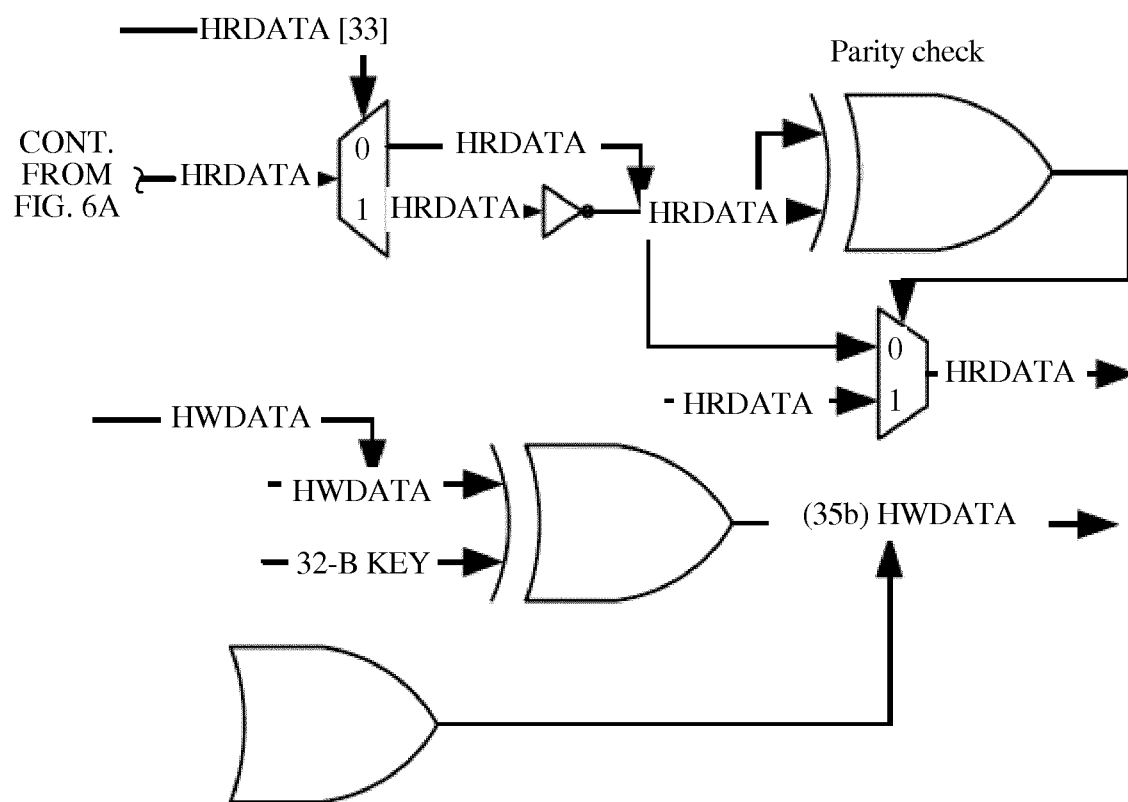 HRDATA [33]
Parity check
CONT.
FROM
FIG. 6A
HRDATA
0
HRDATA
1
HRDATA
HRDATA
0
HRDATA
1
HRDATA
HWDATA
HWDATA
(35b) HWDATA
32-B KEY